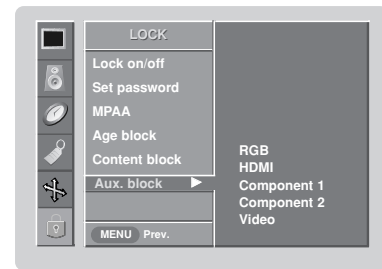 LOCK
Lock on/off
Set password
MPAA
Age block
Content block
Aux. block
MENU Prev.
RGB
HDMI
Component 1
Component 2
Video